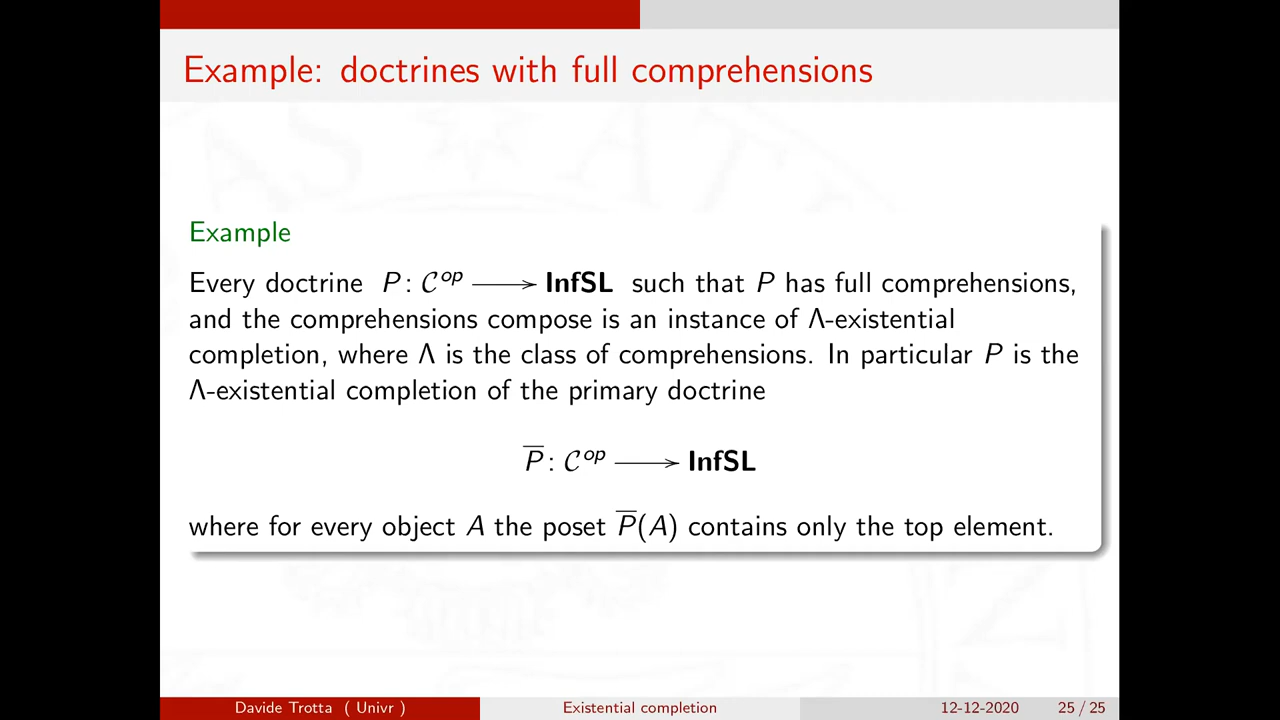 Example: doctrines with full comprehensions
Example
Every doctrine P : 𝒞ᵒᵖ ⟶ InfSL such that P has full comprehensions,
and the comprehensions compose is an instance of Λ-existential
completion, where Λ is the class of comprehensions. In particular P is the
Λ-existential completion of the primary doctrine
P̅ : 𝒞ᵒᵖ ⟶ InfSL
where for every object A the poset P̅(A) contains only the top element.
Davide Trotta ( Univr ) Existential completion 12-12-2020 25 / 25